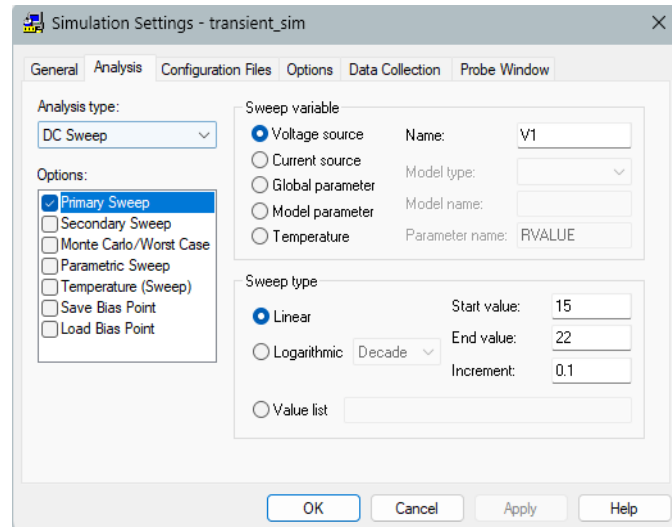 Simulation Settings - transient_sim
General Analysis Configuration Files Options Data Collection Probe Window
Analysis type:
DC Sweep
Options:
Primary Sweep
Secondary Sweep
Monte Carlo/Worst Case
Parametric Sweep
Temperature (Sweep)
Save Bias Point
Load Bias Point
Sweep variable
Voltage source
Current source
Global parameter
Model parameter
Temperature
Name: V1
Model type:
Model name:
Parameter name: RVALUE
Sweep type
Linear
Logarithmic Decade
Value list
Start value: 15
End value: 22
Increment: 0.1
OK Cancel Apply Help